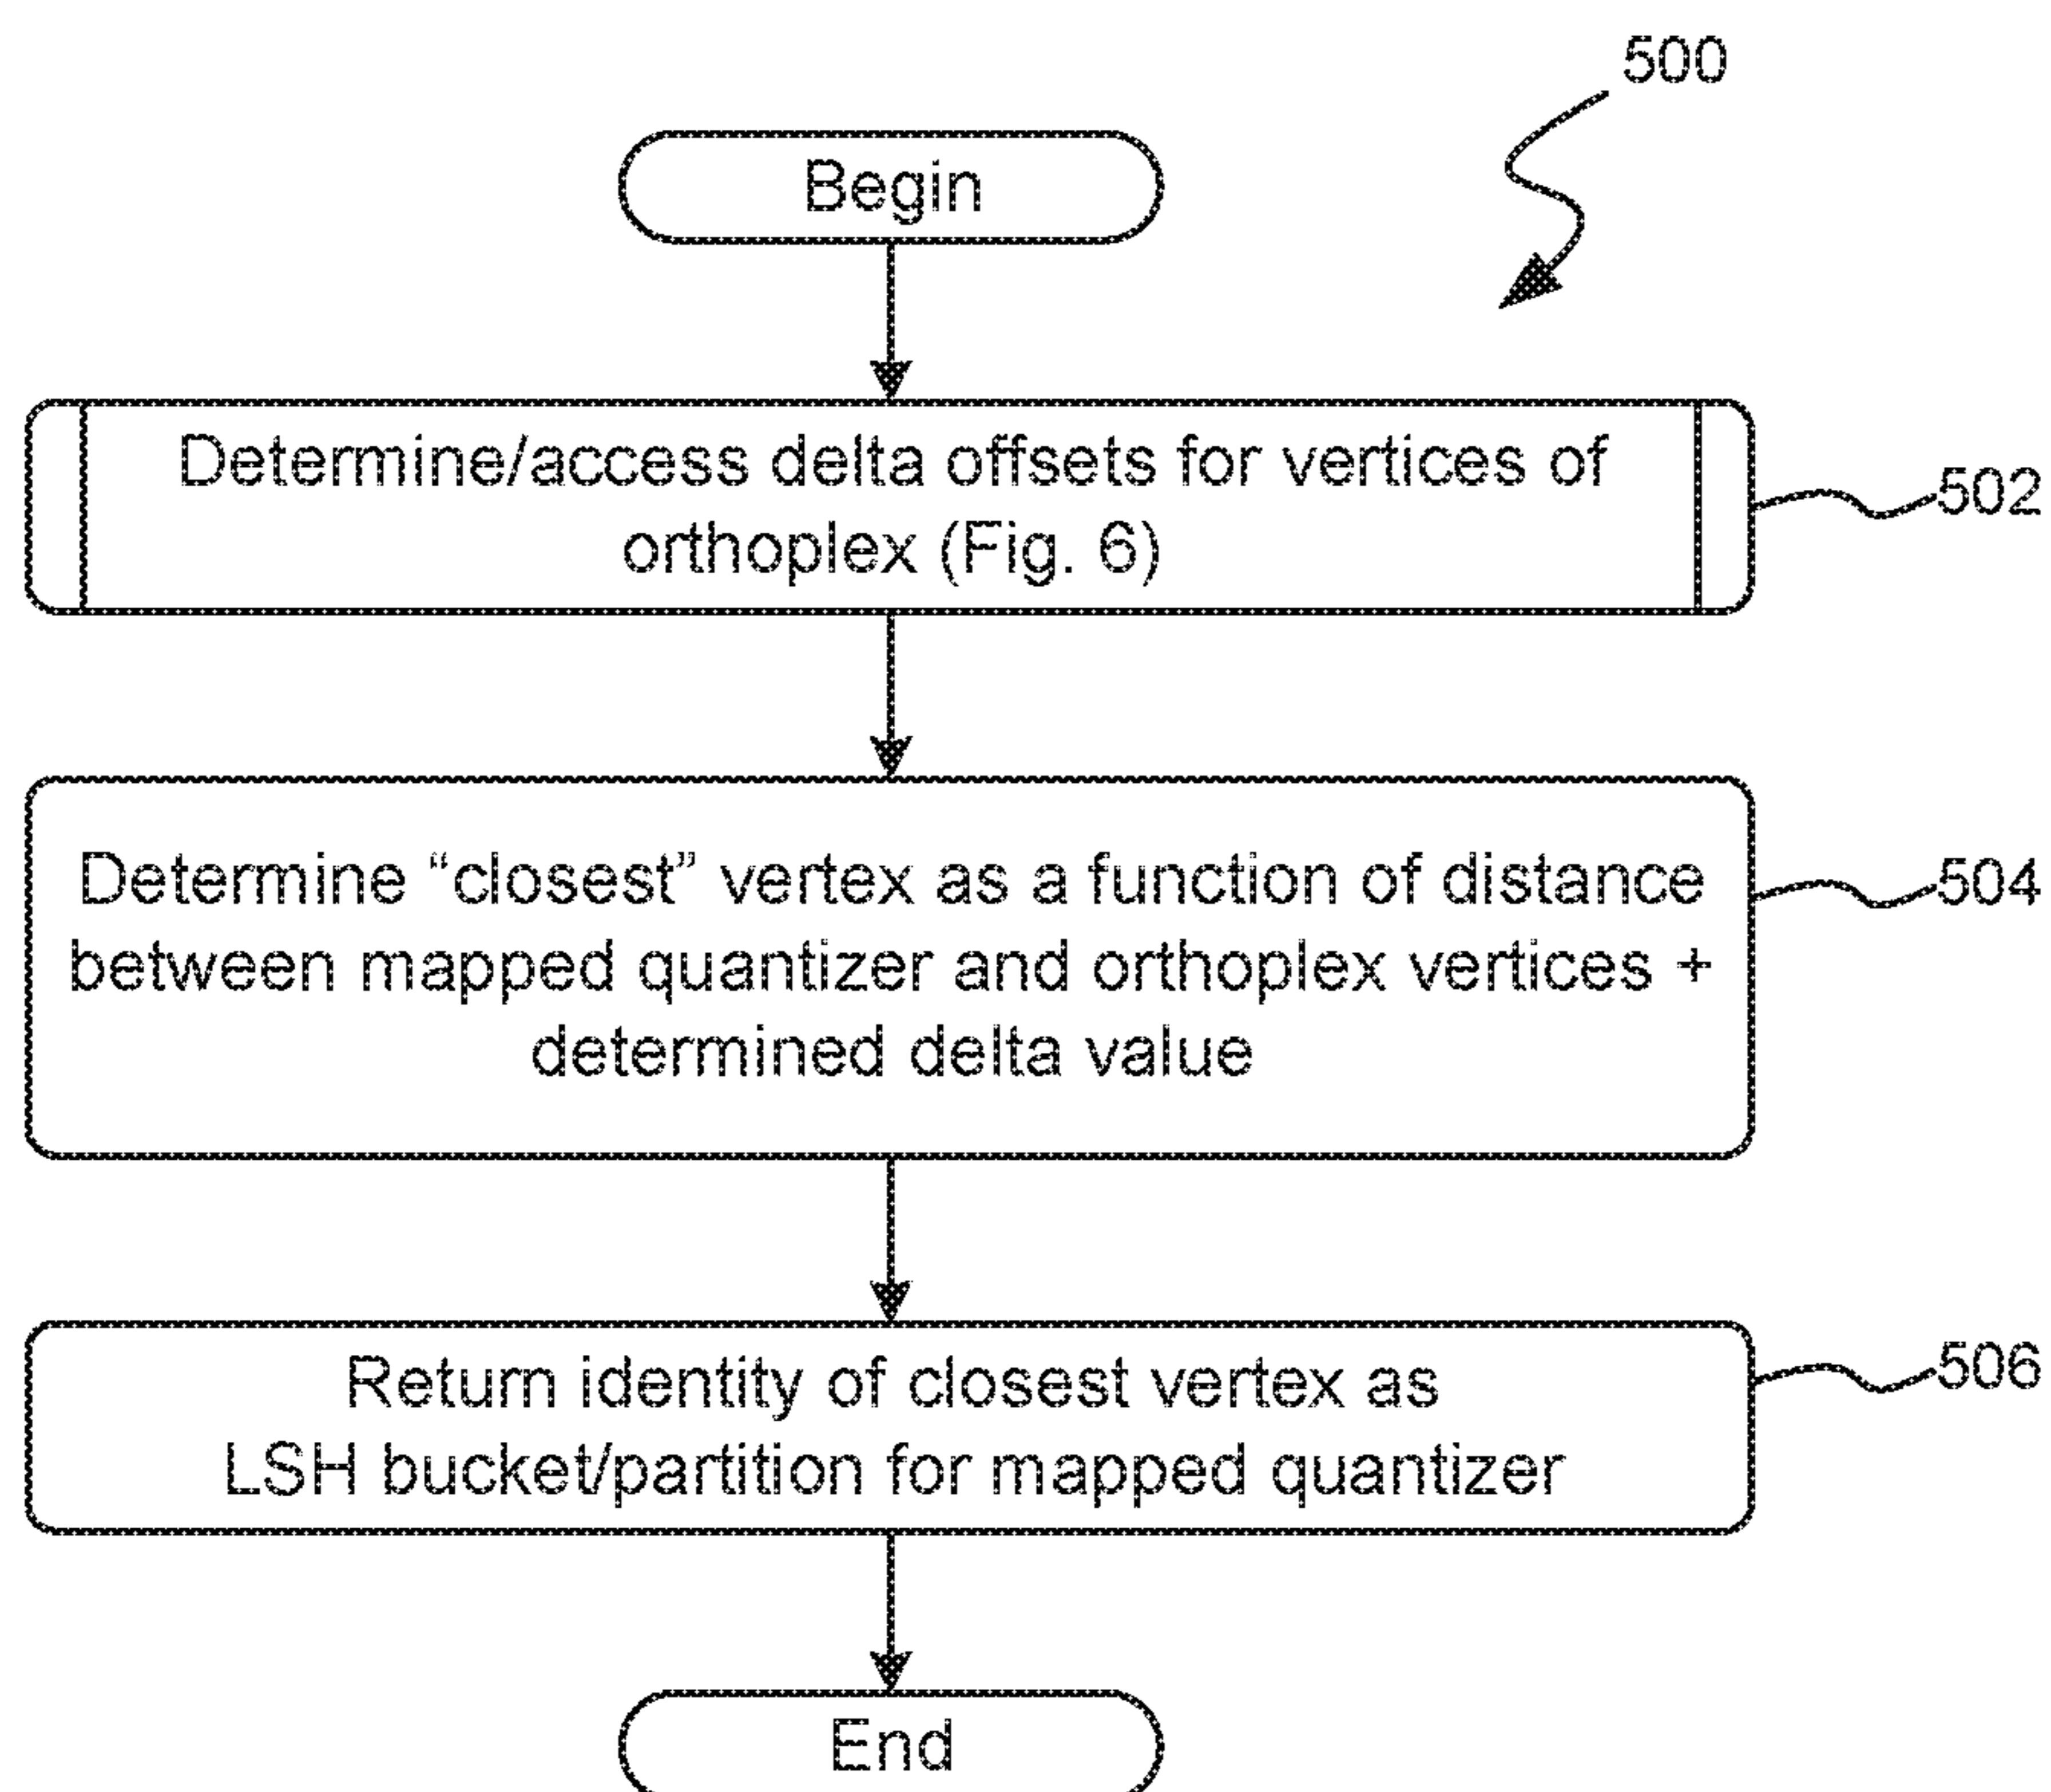 500
Begin
Determine/access delta offsets for vertices of
orthoplex (Fig. 6)
502
Determine “closest” vertex as a function of distance
between mapped quantizer and orthoplex vertices +
determined delta value
504
Return identity of closest vertex as
LSH bucket/partition for mapped quantizer
506
End